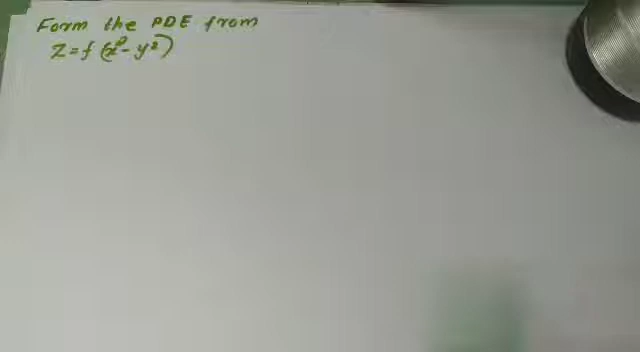 Form the PDE from
Z=f(x²-y²)